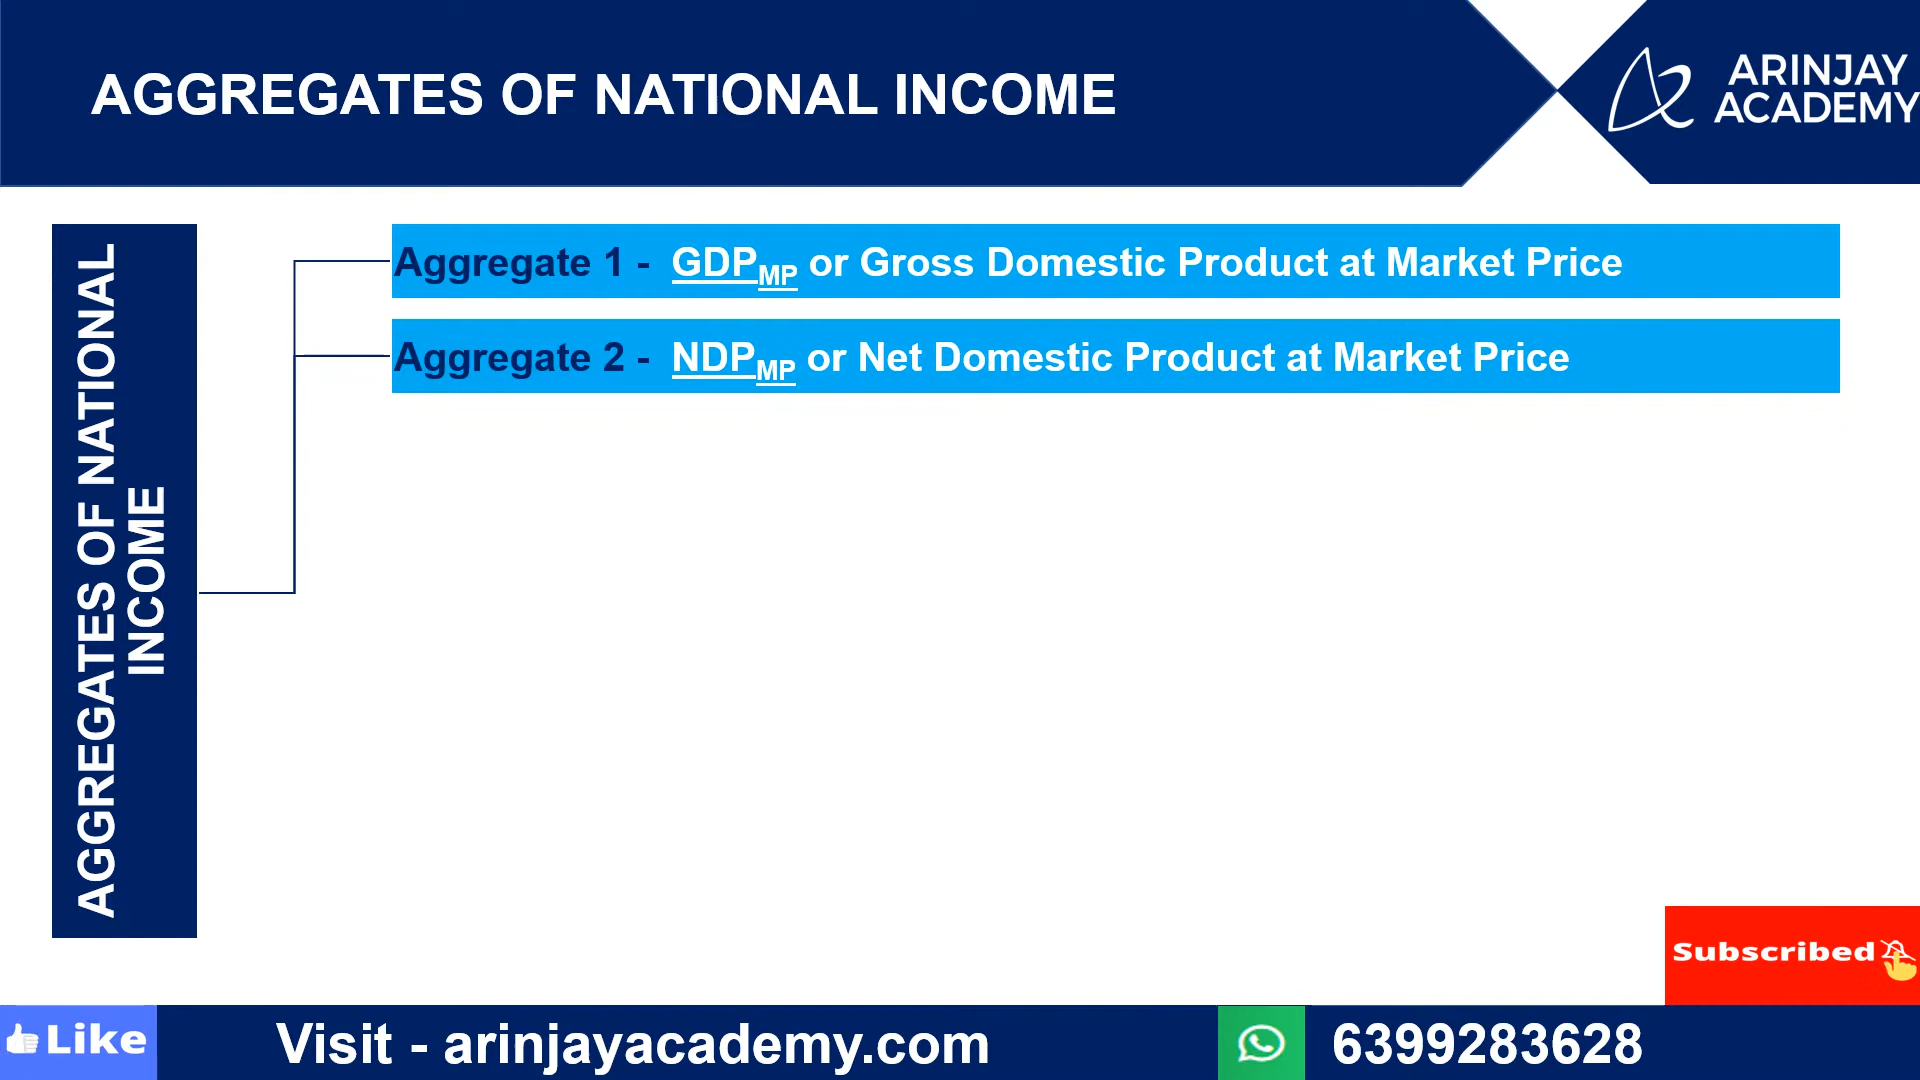 AGGREGATES OF NATIONAL INCOME
ARINJAY
ACADEMY
AGGREGATES OF NATIONAL
INCOME
Aggregate 1 - GDPMP or Gross Domestic Product at Market Price
Aggregate 2 - NDPMP or Net Domestic Product at Market Price
Subscribed
Like
Visit - arinjayacademy.com
6399283628